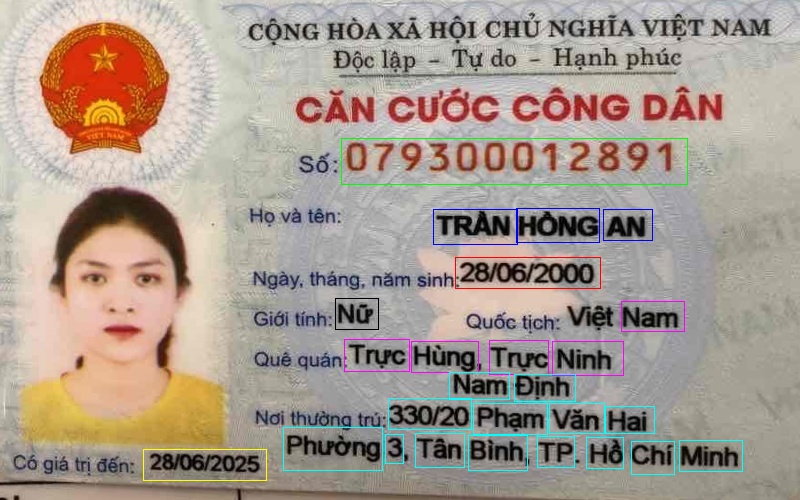 CỘNG HÒA XÃ HỘI CHỦ NGHĨA VIỆT NAM
Độc lập - Tự do - Hạnh phúc
CĂN CƯỚC CÔNG DÂN
Số: 079300012891
Họ và tên: TRẦN HỒNG AN
Ngày, tháng, năm sinh: 28/06/2000
Giới tính: Nữ Quốc tịch: Việt Nam
Quê quán: Trực Hùng, Trực Ninh
Nam Định
Nơi thường trú: 330/20 Phạm Văn Hai
Phường 3, Tân Bình, TP. Hồ Chí Minh
Có giá trị đến: 28/06/2025